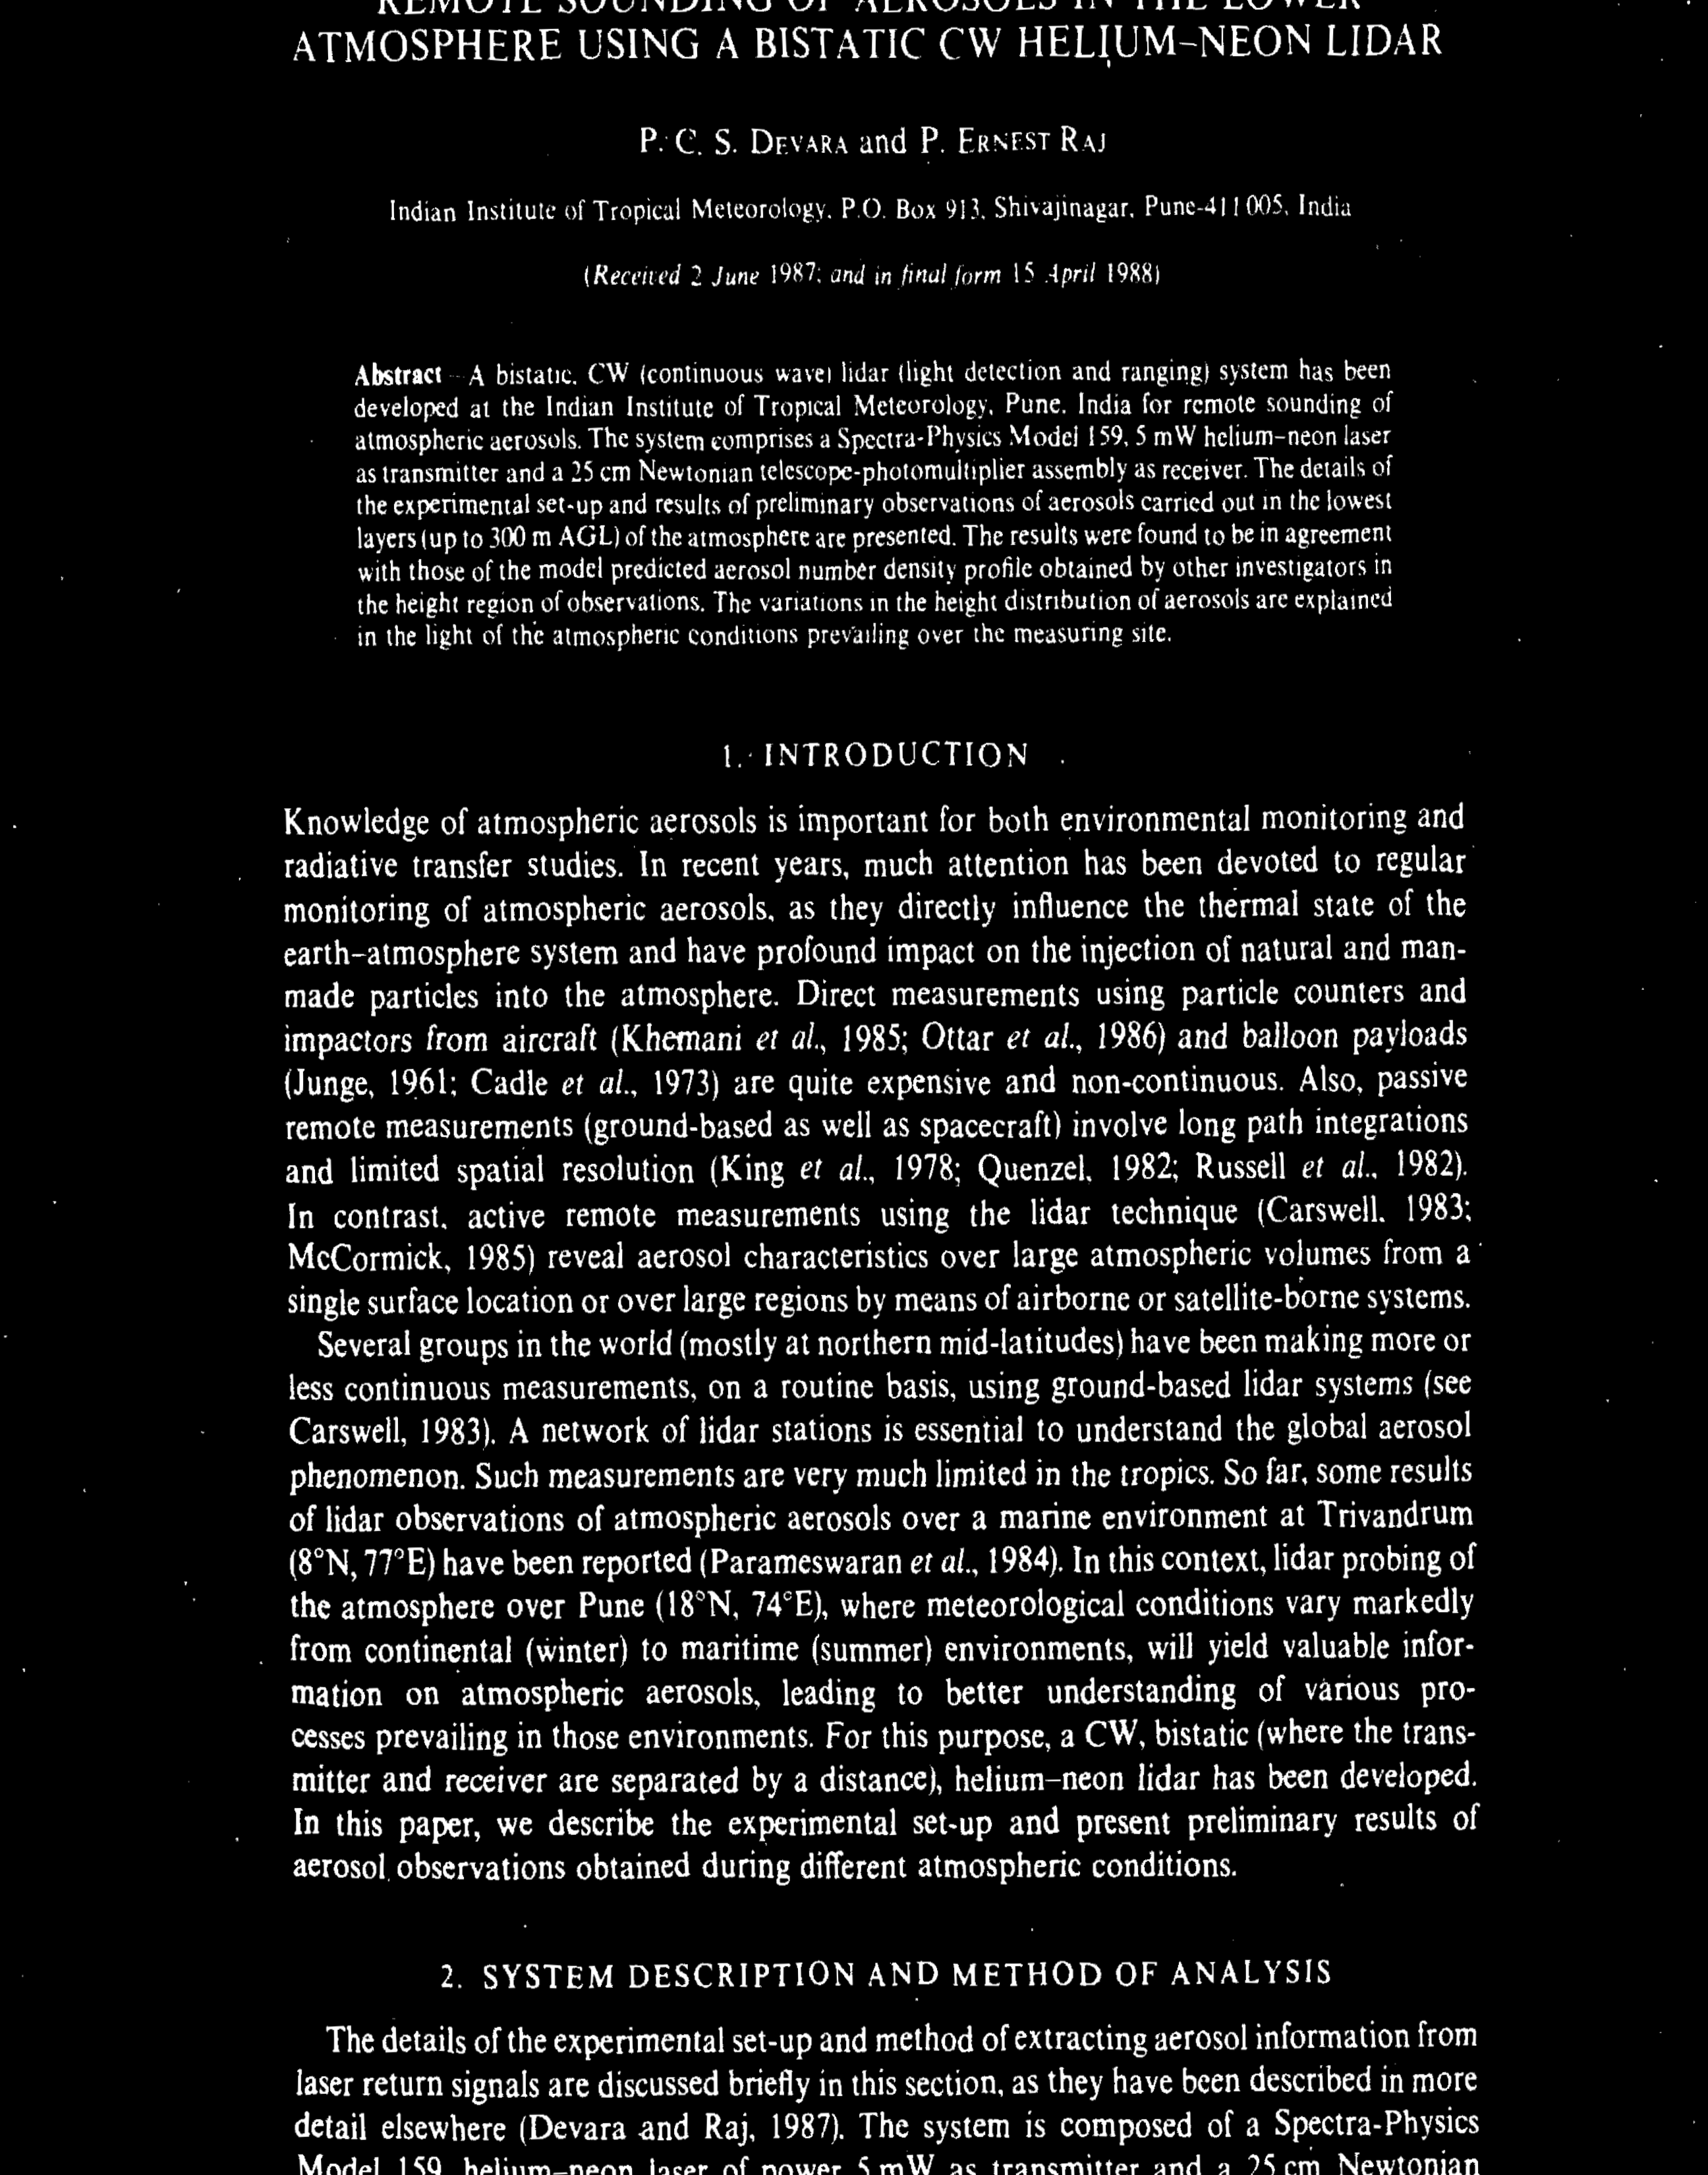 REMOTE SOUNDING OF AEROSOLS IN THE LOWER
ATMOSPHERE USING A BISTATIC CW HELIUM–NEON LIDAR
P. C. S. DEVARA and P. ERNEST RAJ
Indian Institute of Tropical Meteorology, P.O. Box 913, Shivajinagar, Pune-411 005, India
(Received 2 June 1987; and in final form 15 April 1988)
Abstract – A bistatic, CW (continuous wave) lidar (light detection and ranging) system has been
developed at the Indian Institute of Tropical Meteorology, Pune, India for remote sounding of
atmospheric aerosols. The system comprises a Spectra-Physics Model 159, 5 mW helium–neon laser
as transmitter and a 25 cm Newtonian telescope-photomultiplier assembly as receiver. The details of
the experimental set-up and results of preliminary observations of aerosols carried out in the lowest
layers (up to 300 m AGL) of the atmosphere are presented. The results were found to be in agreement
with those of the model predicted aerosol number density profile obtained by other investigators in
the height region of observations. The variations in the height distribution of aerosols are explained
in the light of the atmospheric conditions prevailing over the measuring site.
1. INTRODUCTION
Knowledge of atmospheric aerosols is important for both environmental monitoring and
radiative transfer studies. In recent years, much attention has been devoted to regular
monitoring of atmospheric aerosols, as they directly influence the thermal state of the
earth–atmosphere system and have profound impact on the injection of natural and man-
made particles into the atmosphere. Direct measurements using particle counters and
impactors from aircraft (Khemani et al., 1985; Ottar et al., 1986) and balloon payloads
(Junge, 1961; Cadle et al., 1973) are quite expensive and non-continuous. Also, passive
remote measurements (ground-based as well as spacecraft) involve long path integrations
and limited spatial resolution (King et al., 1978; Quenzel, 1982; Russell et al., 1982).
In contrast, active remote measurements using the lidar technique (Carswell, 1983;
McCormick, 1985) reveal aerosol characteristics over large atmospheric volumes from a
single surface location or over large regions by means of airborne or satellite-borne systems.
Several groups in the world (mostly at northern mid-latitudes) have been making more or
less continuous measurements, on a routine basis, using ground-based lidar systems (see
Carswell, 1983). A network of lidar stations is essential to understand the global aerosol
phenomenon. Such measurements are very much limited in the tropics. So far, some results
of lidar observations of atmospheric aerosols over a marine environment at Trivandrum
(8°N, 77°E) have been reported (Parameswaran et al., 1984). In this context, lidar probing of
the atmosphere over Pune (18°N, 74°E), where meteorological conditions vary markedly
from continental (winter) to maritime (summer) environments, will yield valuable infor-
mation on atmospheric aerosols, leading to better understanding of various pro-
cesses prevailing in those environments. For this purpose, a CW, bistatic (where the trans-
mitter and receiver are separated by a distance), helium–neon lidar has been developed.
In this paper, we describe the experimental set-up and present preliminary results of
aerosol observations obtained during different atmospheric conditions.
2. SYSTEM DESCRIPTION AND METHOD OF ANALYSIS
The details of the experimental set-up and method of extracting aerosol information from
laser return signals are discussed briefly in this section, as they have been described in more
detail elsewhere (Devara and Raj, 1987). The system is composed of a Spectra-Physics
Model 159, helium–neon laser of power 5 mW as transmitter and a 25 cm Newtonian